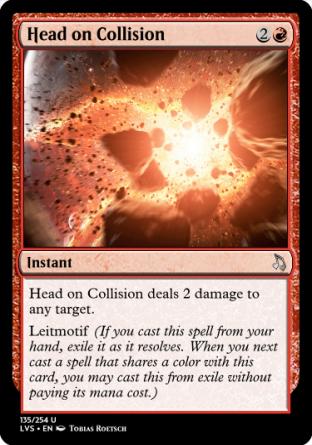 Head on Collision 2
Instant
Head on Collision deals 2 damage to
any target.
Leitmotif (If you cast this spell from your
hand, exile it as it resolves. When you next
cast a spell that shares a color with this
card, you may cast this from exile without
paying its mana cost.)
135/254 U
LVS • EN Tobias Roetsch